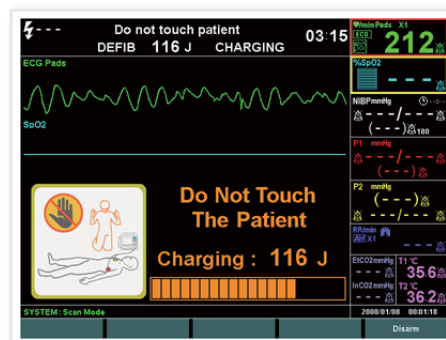 --- Do not touch patient 03:15
DEFIB 116 J CHARGING
ECG Pads
SpO2
Do Not Touch
The Patient
Charging : 116 J
SYSTEM: Scan Mode
♥/min Pads X1
ECG
212
%SpO2
- - -
NIBP mmHg --:--
---/---
(---) 180
P1 mmHg
---/---
(---)
P2 mmHg
(---)
---/---
RR/min
X1
- - -
EtCO2 mmHg T1 °C
--- 35.6
InCO2 mmHg T2 °C
--- 36.2
2000/01/08 00:01:18
Disarm